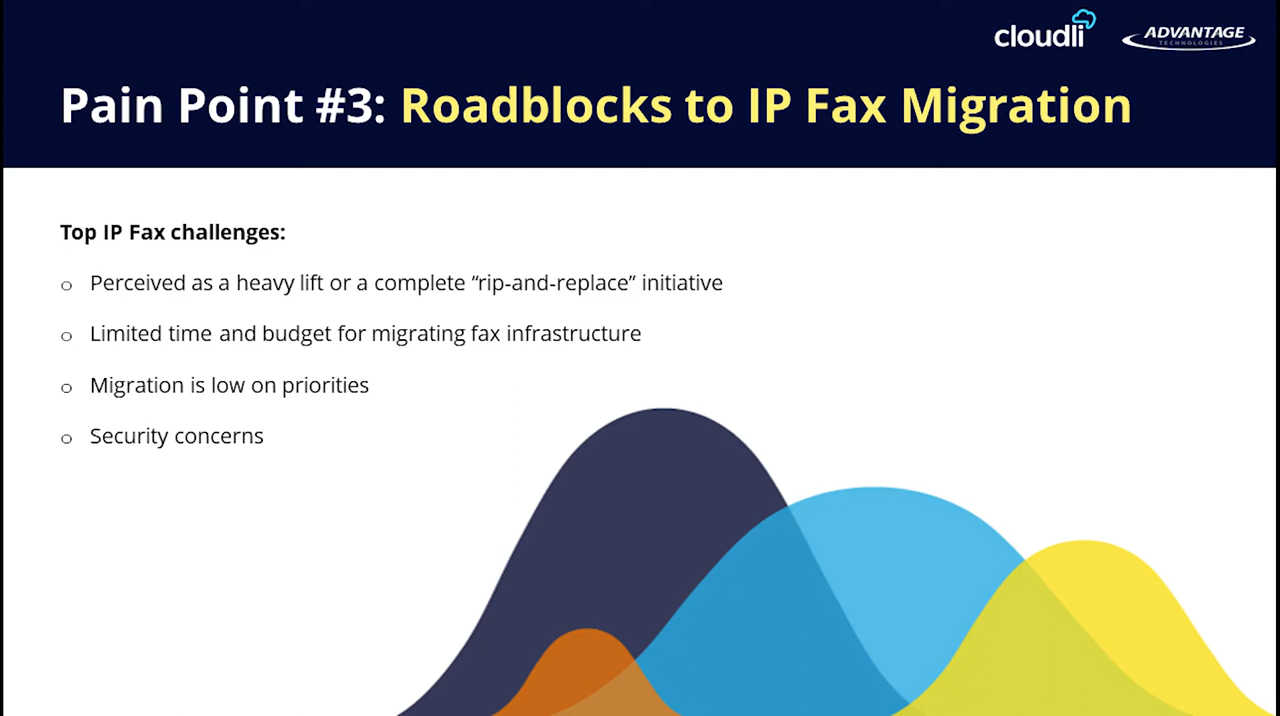 cloudli
ADVANTAGE
TECHNOLOGIES
Pain Point #3: Roadblocks to IP Fax Migration
Top IP Fax challenges:
o Perceived as a heavy lift or a complete “rip-and-replace” initiative
o Limited time and budget for migrating fax infrastructure
o Migration is low on priorities
o Security concerns